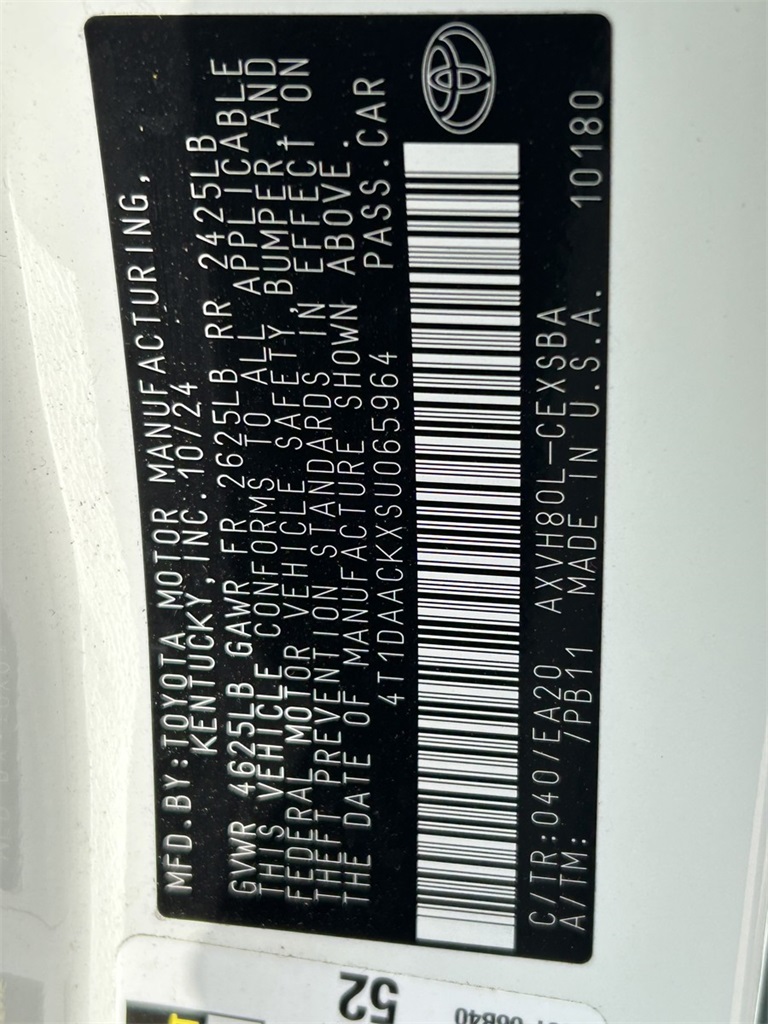 MFD.BY:TOYOTA MOTOR MANUFACTURING,
KENTUCKY,INC.10/24
GVWR 4625LB GAWR FR 2625LB RR 2425LB
THIS VEHICLE CONFORMS TO ALL APPLICABLE
FEDERAL MOTOR VEHICLE SAFETY, BUMPER,AND
THEFT PREVENTION STANDARDS IN EFFECT ON
THE DATE OF MANUFACTURE SHOWN ABOVE.
4T1DAACKXSU065964 PASS.CAR
C/TR:040/EA20 AXVH80L-CEXSBA
A/TM: /PB11 MADE IN U.S.A. 10180
52
06B40